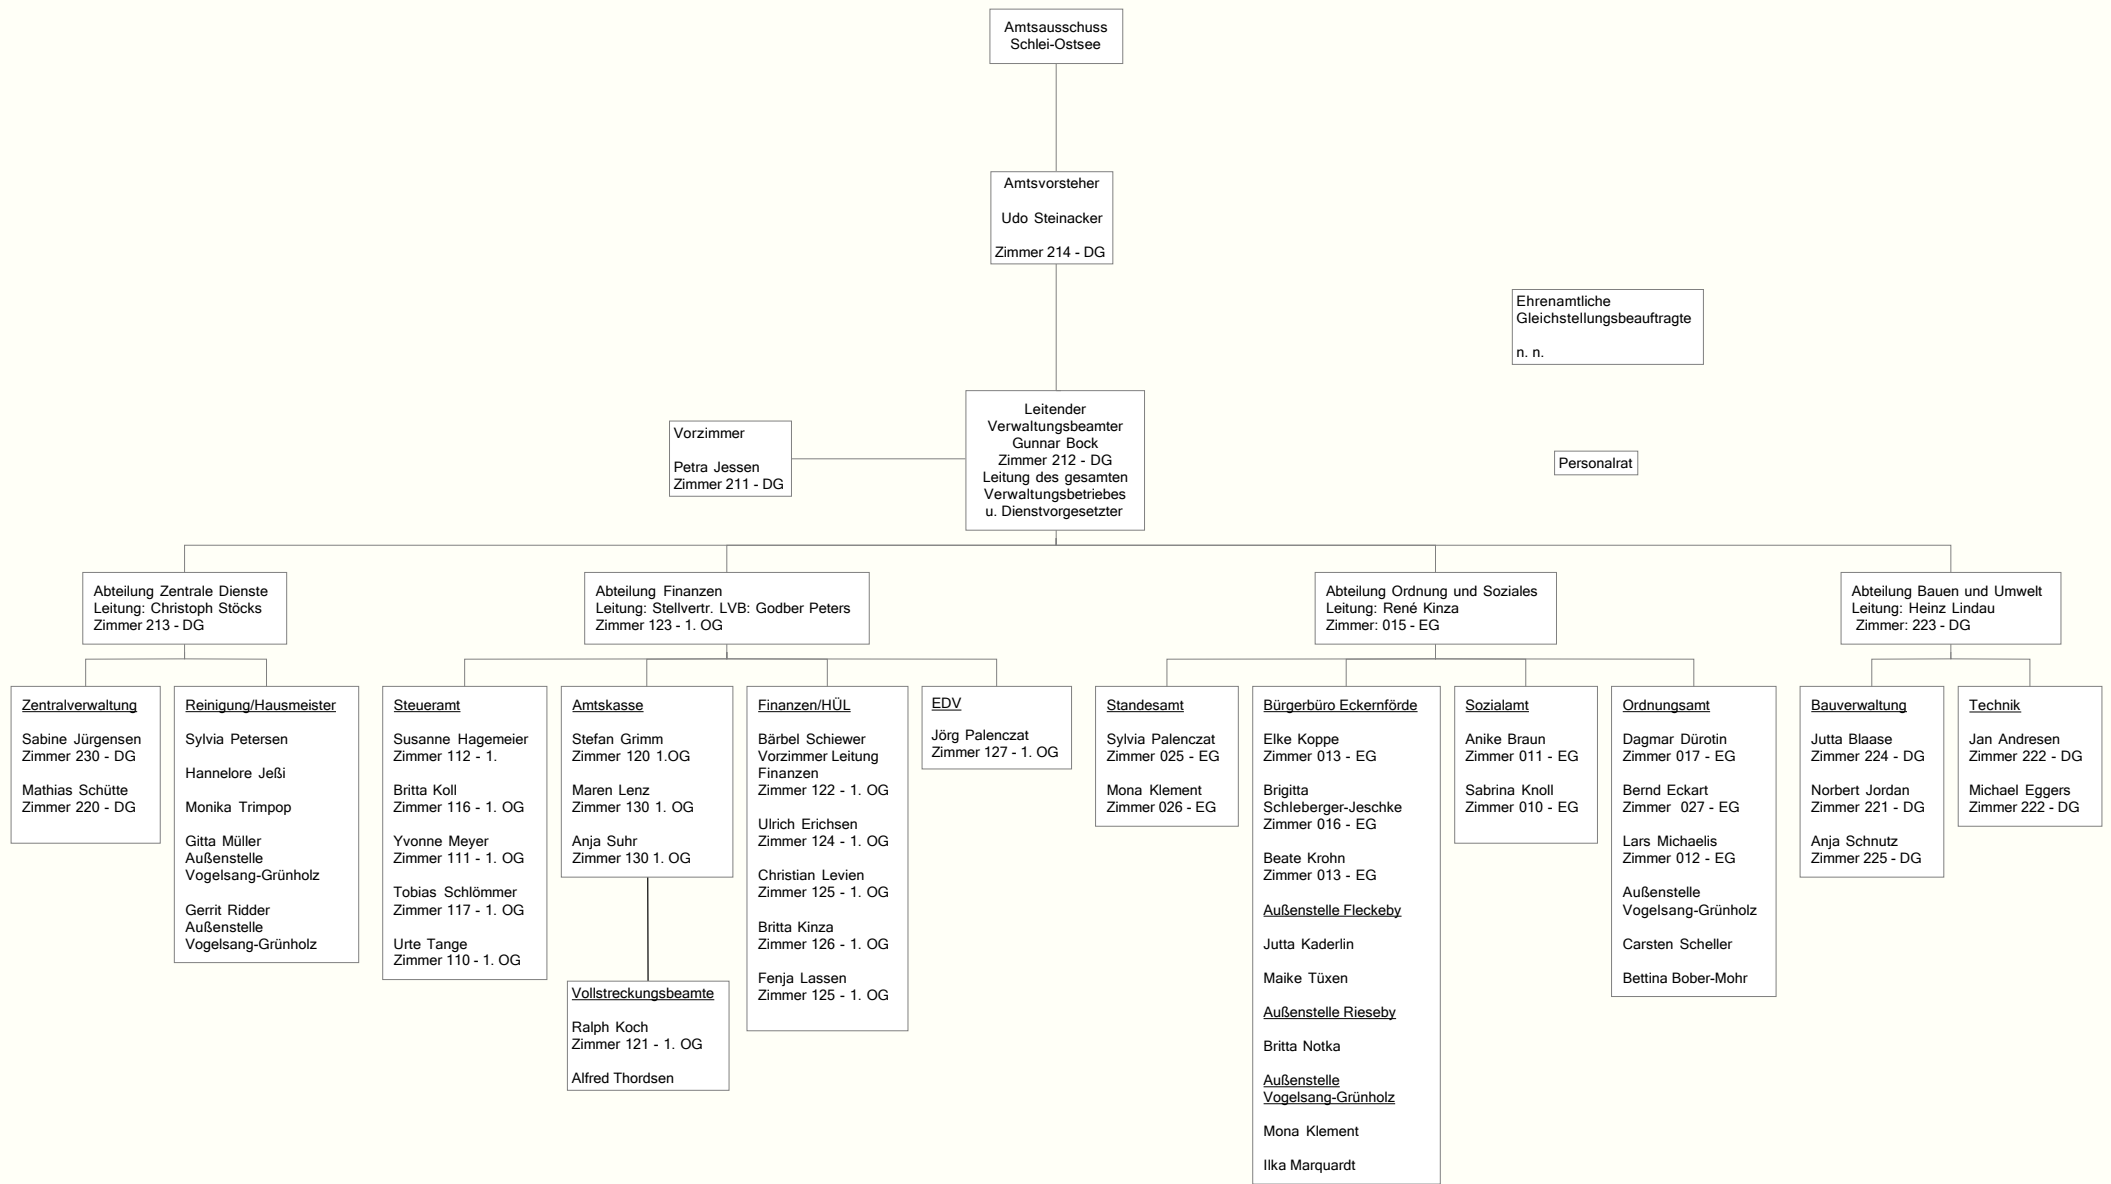 Amtsausschuss
Schlei-Ostsee
Amtsvorsteher
Udo Steinacker
Zimmer 214 - DG
Ehrenamtliche
Gleichstellungsbeauftragte
n. n.
Leitender
Verwaltungsbeamter
Gunnar Bock
Zimmer 212 - DG
Leitung des gesamten
Verwaltungsbetriebes
u. Dienstvorgesetzter
Vorzimmer
Petra Jessen
Zimmer 211 - DG
Personalrat
Abteilung Zentrale Dienste
Leitung: Christoph Stöcks
Zimmer 213 - DG
Abteilung Finanzen
Leitung: Stellvertr. LVB: Godber Peters
Zimmer 123 - 1. OG
Abteilung Ordnung und Soziales
Leitung: René Kinza
Zimmer: 015 - EG
Abteilung Bauen und Umwelt
Leitung: Heinz Lindau
Zimmer: 223 - DG
Zentralverwaltung
Sabine Jürgensen
Zimmer 230 - DG
Mathias Schütte
Zimmer 220 - DG
Reinigung/Hausmeister
Sylvia Petersen
Hannelore Jeßi
Monika Trimpop
Gitta Müller
Außenstelle
Vogelsang-Grünholz
Gerrit Ridder
Außenstelle
Vogelsang-Grünholz
Steueramt
Susanne Hagemeier
Zimmer 112 - 1.
Britta Koll
Zimmer 116 - 1. OG
Yvonne Meyer
Zimmer 111 - 1. OG
Tobias Schlömmer
Zimmer 117 - 1. OG
Urte Tange
Zimmer 110 - 1. OG
Amtskasse
Stefan Grimm
Zimmer 120 1.OG
Maren Lenz
Zimmer 130 1. OG
Anja Suhr
Zimmer 130 1. OG
Vollstreckungsbeamte
Ralph Koch
Zimmer 121 - 1. OG
Alfred Thordsen
Finanzen/HÜL
Bärbel Schiewer
Vorzimmer Leitung
Finanzen
Zimmer 122 - 1. OG
Ulrich Erichsen
Zimmer 124 - 1. OG
Christian Levien
Zimmer 125 - 1. OG
Britta Kinza
Zimmer 126 - 1. OG
Fenja Lassen
Zimmer 125 - 1. OG
EDV
Jörg Palenczat
Zimmer 127 - 1. OG
Standesamt
Sylvia Palenczat
Zimmer 025 - EG
Mona Klement
Zimmer 026 - EG
Bürgerbüro Eckernförde
Elke Koppe
Zimmer 013 - EG
Brigitta
Schleberger-Jeschke
Zimmer 016 - EG
Beate Krohn
Zimmer 013 - EG
Außenstelle Fleckeby
Jutta Kaderlin
Maike Tüxen
Außenstelle Rieseby
Britta Notka
Außenstelle
Vogelsang-Grünholz
Mona Klement
Ilka Marquardt
Sozialamt
Anike Braun
Zimmer 011 - EG
Sabrina Knoll
Zimmer 010 - EG
Ordnungsamt
Dagmar Dürotin
Zimmer 017 - EG
Bernd Eckart
Zimmer 027 - EG
Lars Michaelis
Zimmer 012 - EG
Außenstelle
Vogelsang-Grünholz
Carsten Scheller
Bettina Bober-Mohr
Bauverwaltung
Jutta Blaase
Zimmer 224 - DG
Norbert Jordan
Zimmer 221 - DG
Anja Schnutz
Zimmer 225 - DG
Technik
Jan Andresen
Zimmer 222 - DG
Michael Eggers
Zimmer 222 - DG